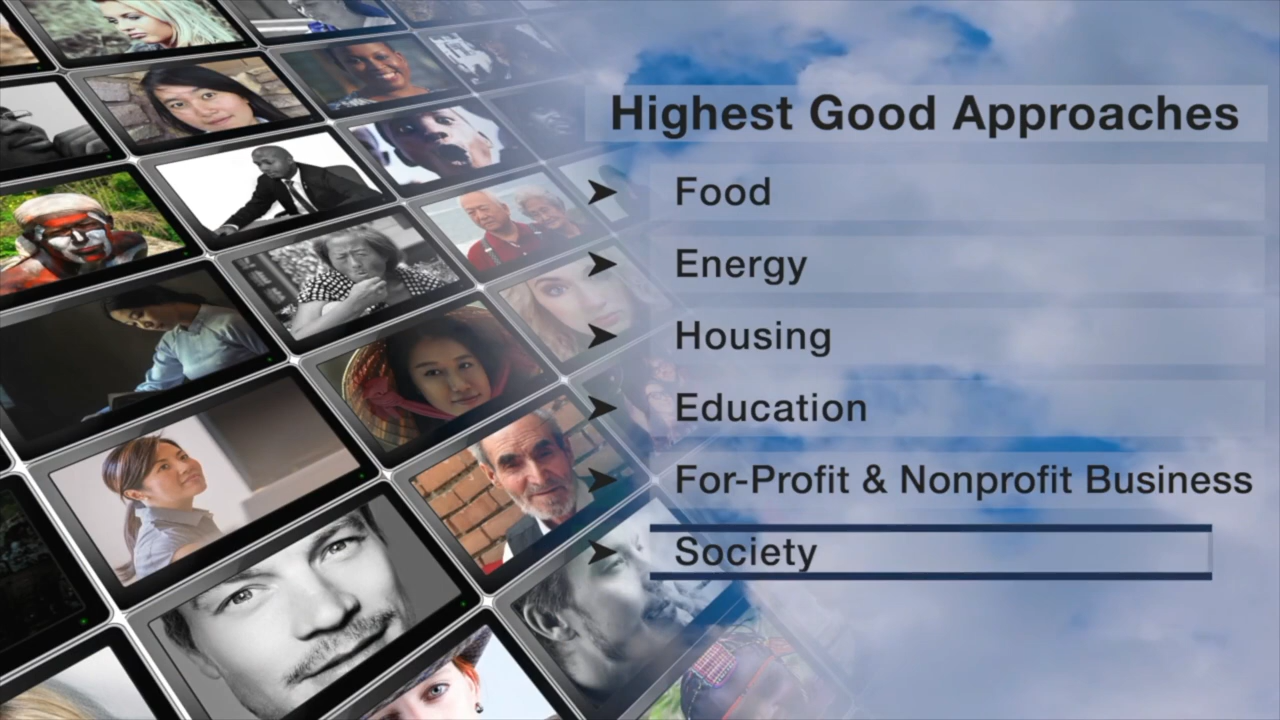 Highest Good Approaches
➤ Food
➤ Energy
➤ Housing
➤ Education
➤ For-Profit & Nonprofit Business
➤ Society